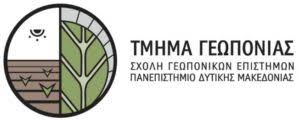 ΤΜΗΜΑ ΓΕΩΠΟΝΙΑΣ
ΣΧΟΛΗ ΓΕΩΠΟΝΙΚΩΝ ΕΠΙΣΤΗΜΩΝ
ΠΑΝΕΠΙΣΤΗΜΙΟ ΔΥΤΙΚΗΣ ΜΑΚΕΔΟΝΙΑΣ